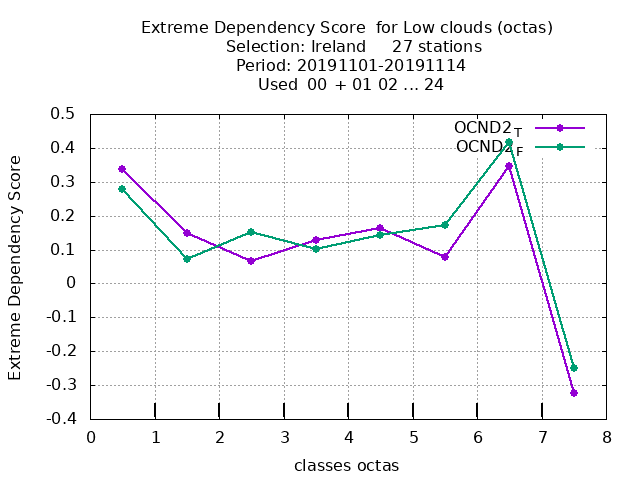 Extreme Dependency Score  for Low clouds (octas)
Selection: Ireland     27 stations
Period: 20191101-20191114
Used  00 + 01 02 ... 24
OCND2 T
OCND2 F
Extreme Dependency Score
0.5
0.4
0.3
0.2
0.1
0
-0.1
-0.2
-0.3
-0.4
0 1 2 3 4 5 6 7 8
classes octas